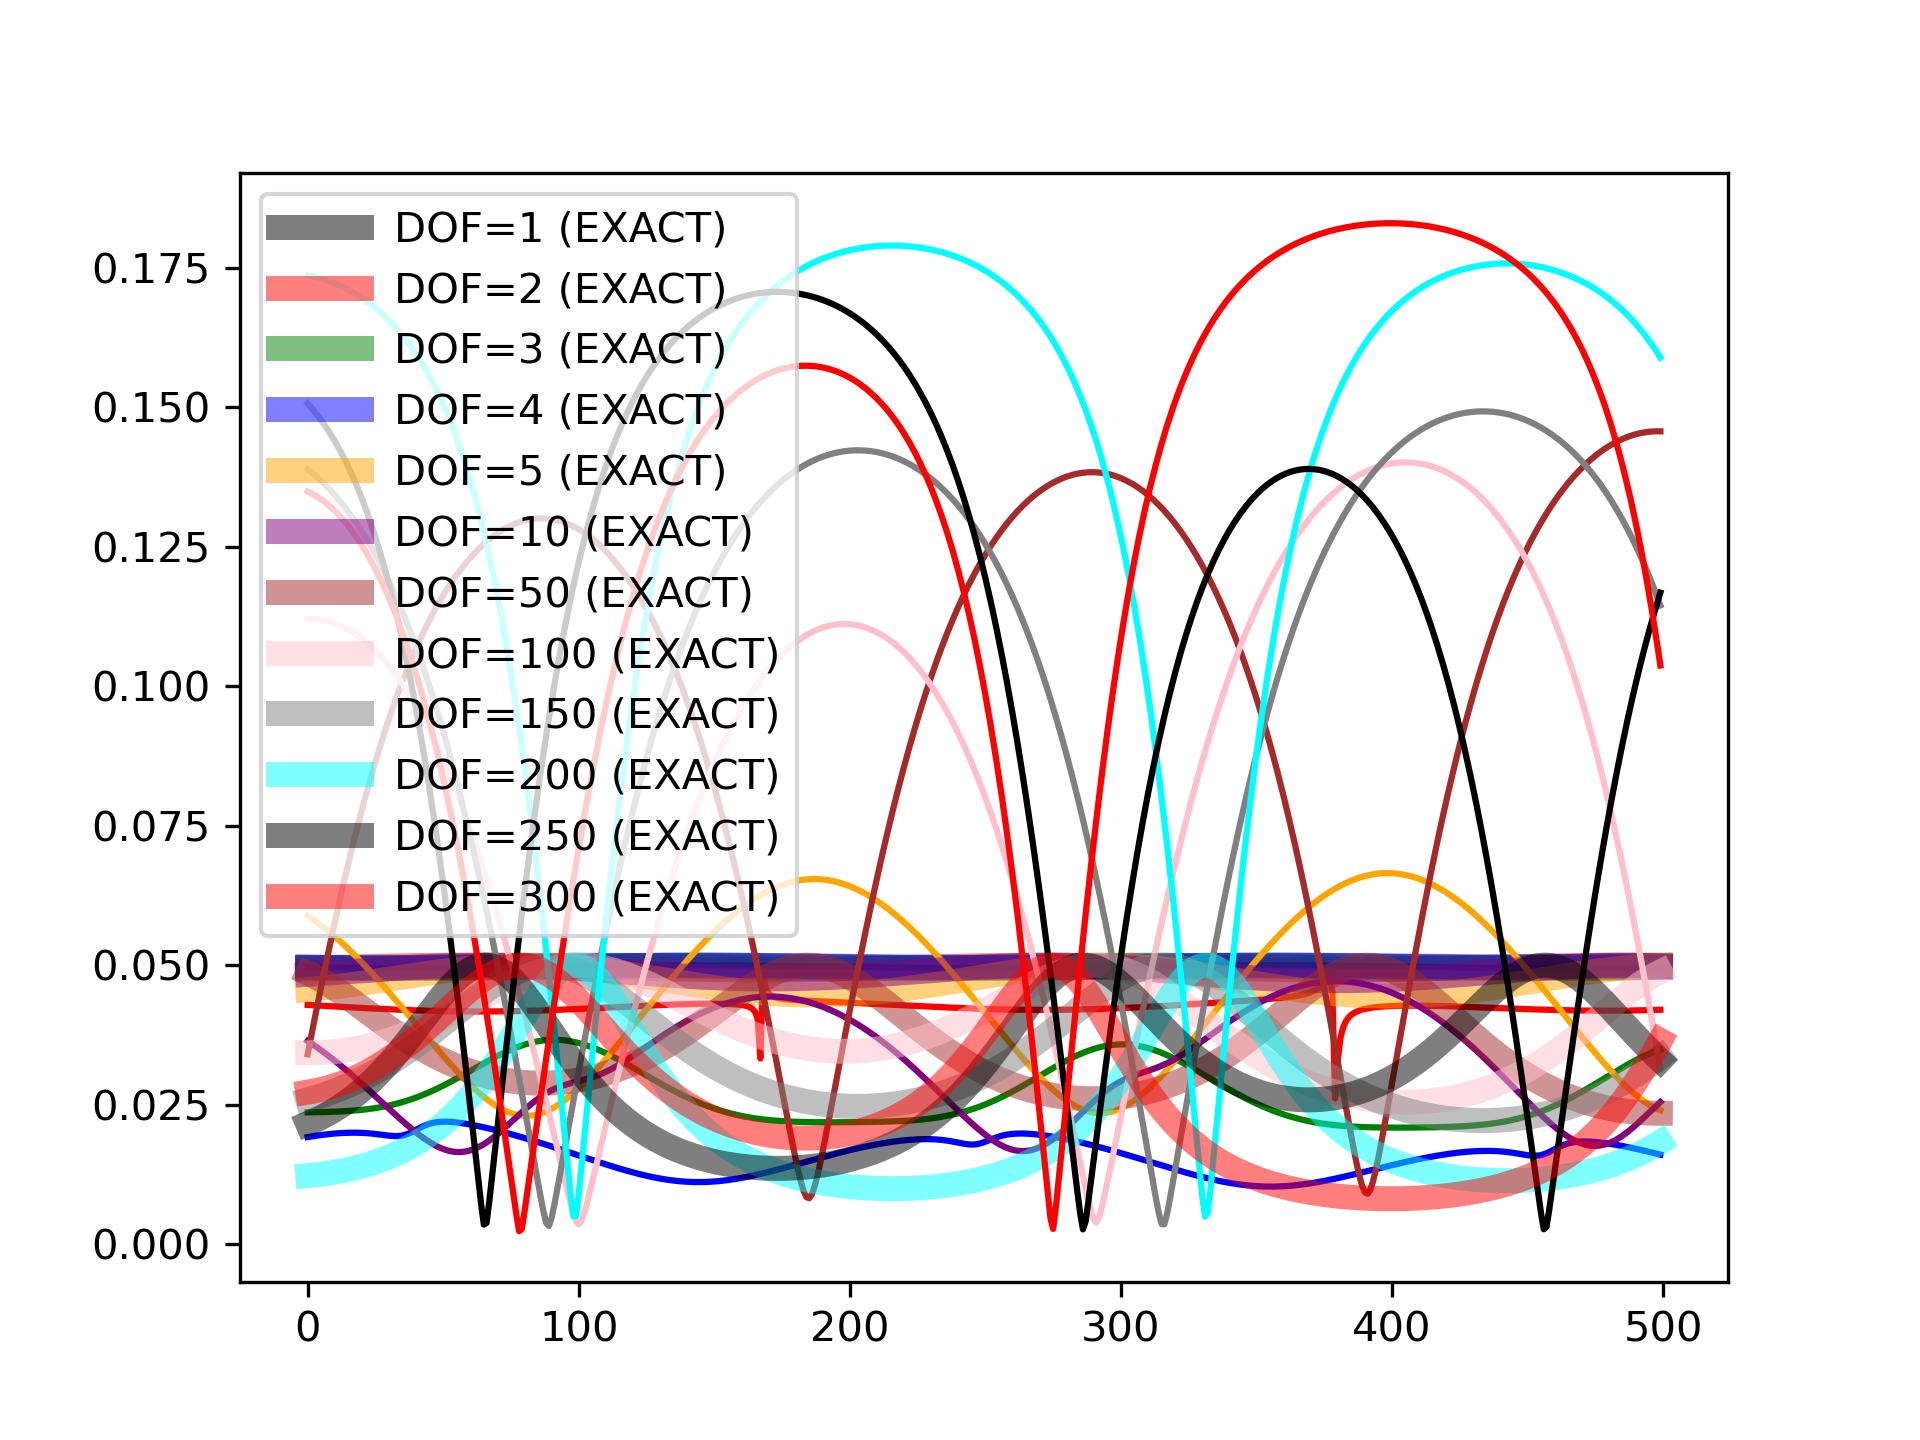 DOF=1 (EXACT)
DOF=2 (EXACT)
DOF=3 (EXACT)
DOF=4 (EXACT)
DOF=5 (EXACT)
DOF=10 (EXACT)
DOF=50 (EXACT)
DOF=100 (EXACT)
DOF=150 (EXACT)
DOF=200 (EXACT)
DOF=250 (EXACT)
DOF=300 (EXACT)
0.175
0.150
0.125
0.100
0.075
0.050
0.025
0.000
0 100 200 300 400 500